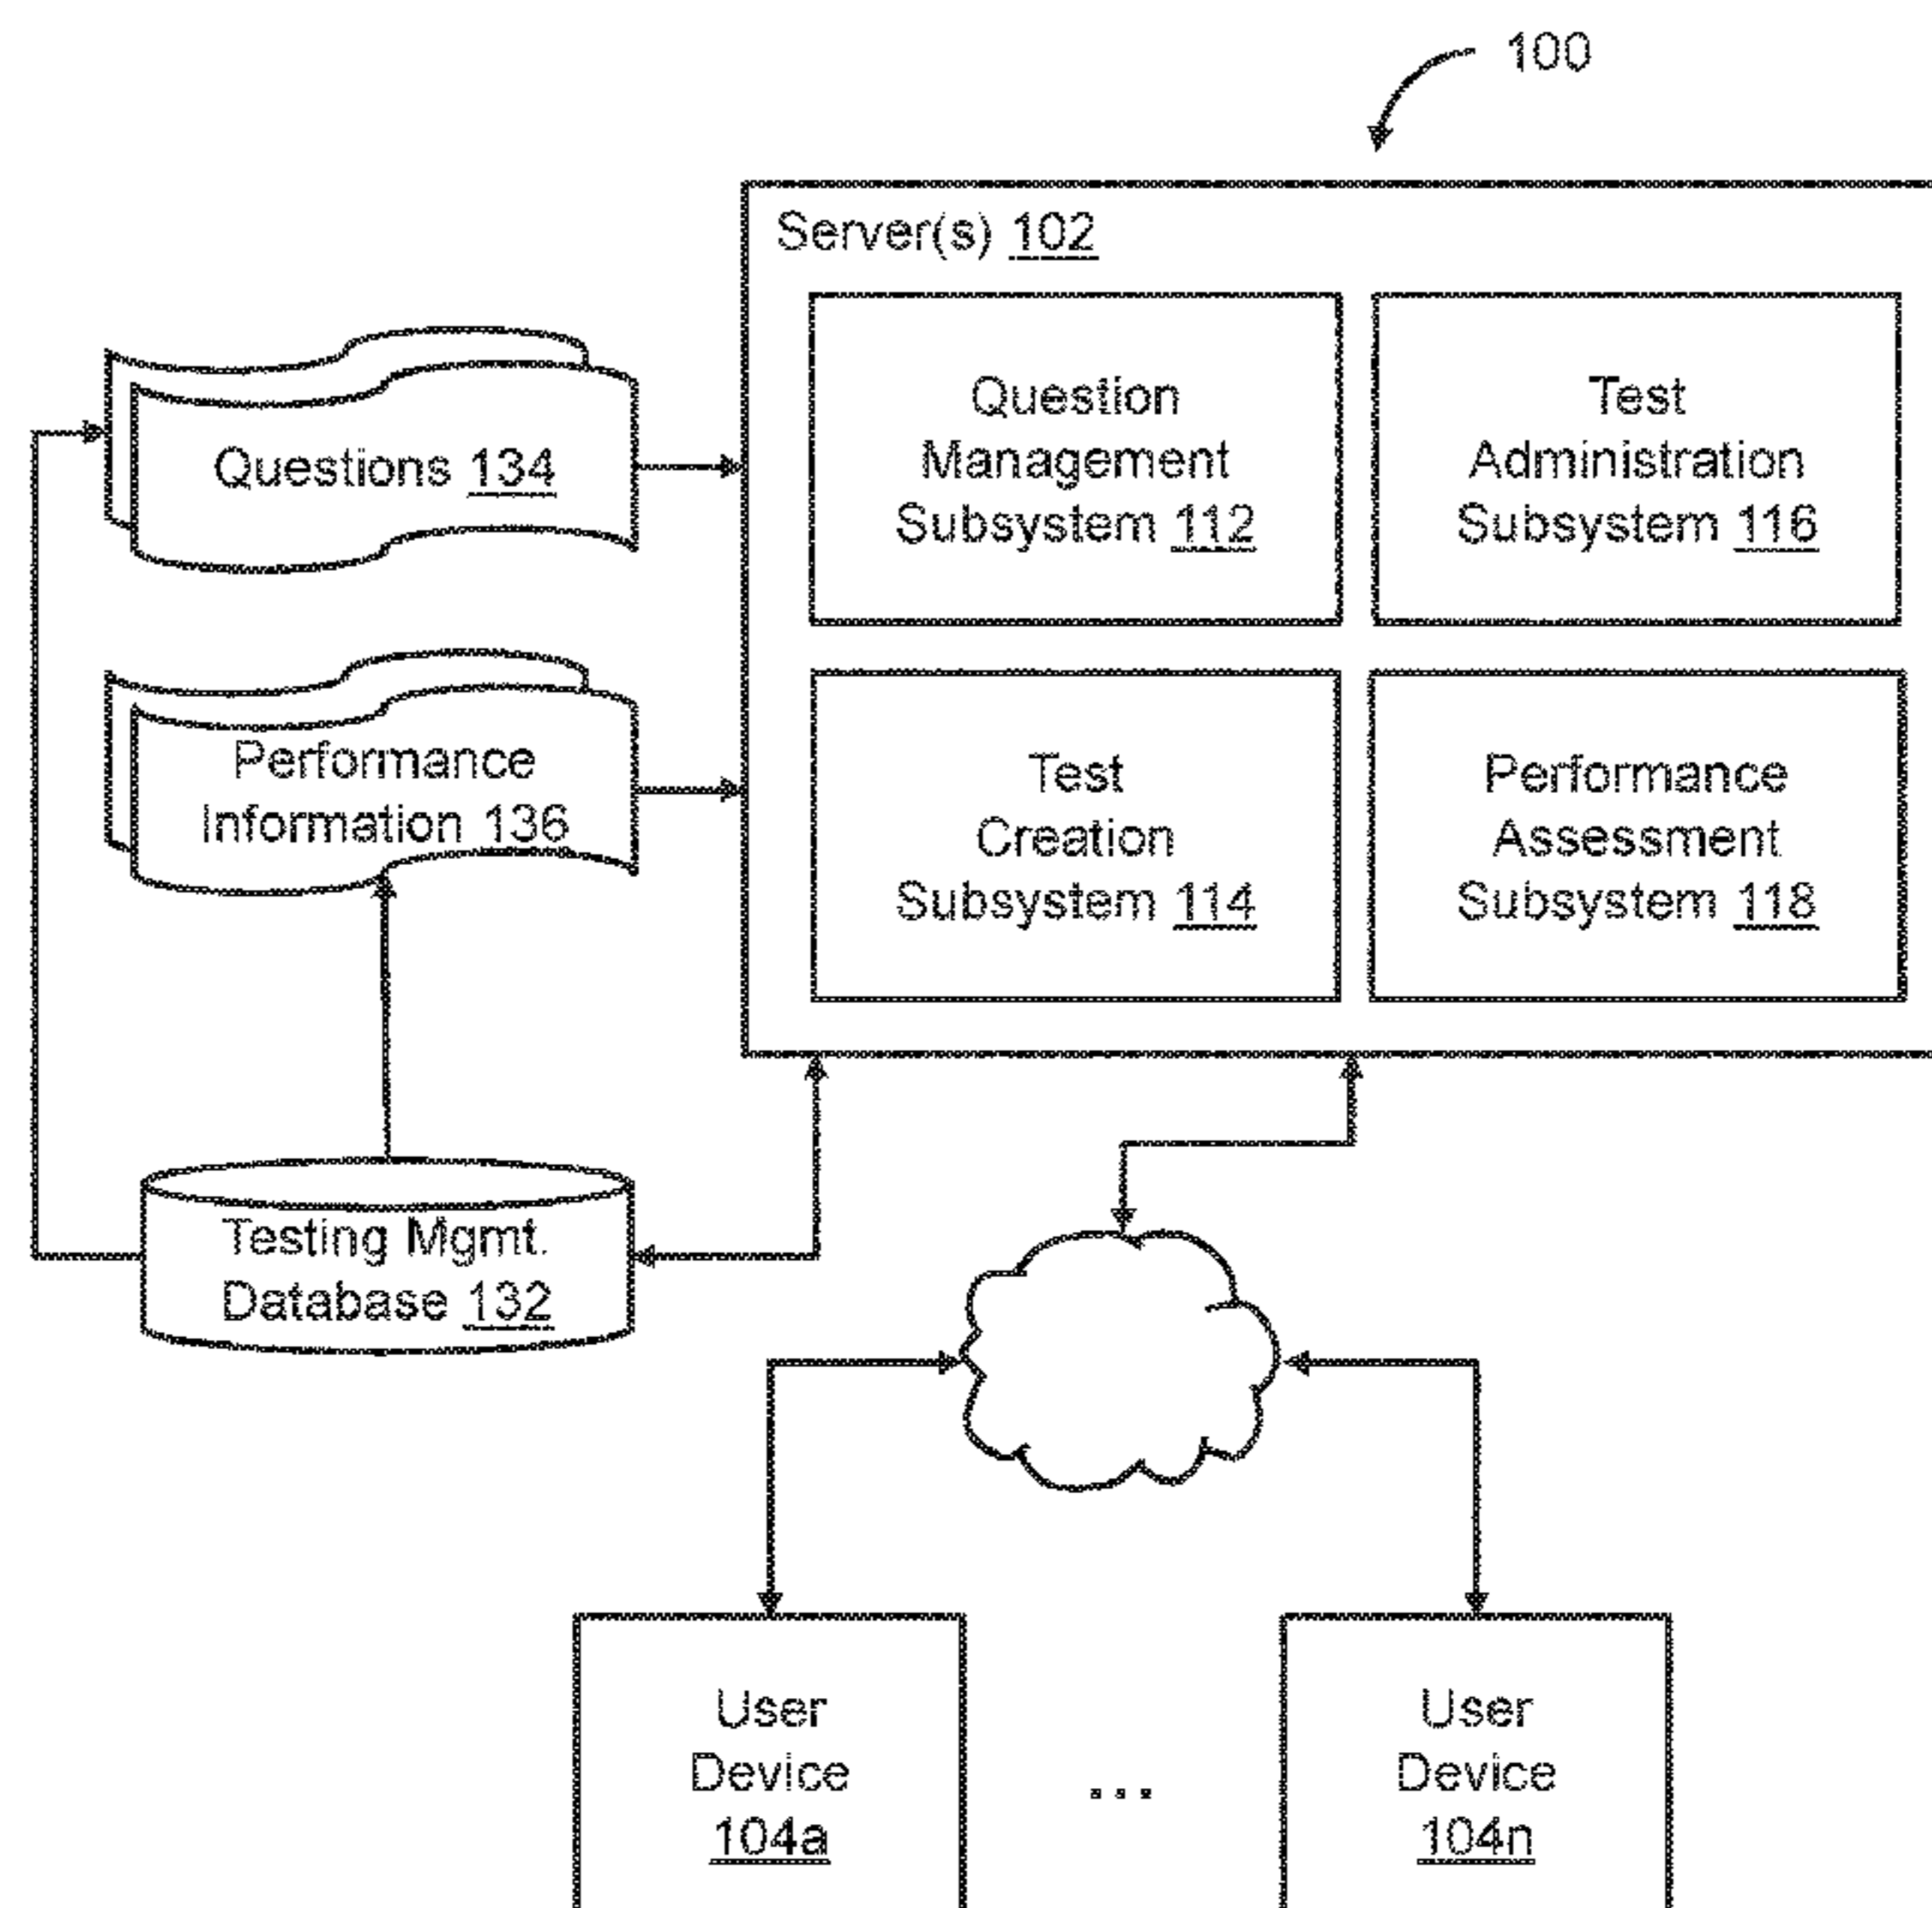 100
Server(s) 102
Question
Management
Subsystem 112
Test
Administration
Subsystem 116
Questions 134
Performance
Information 136
Test
Creation
Subsystem 114
Performance
Assessment
Subsystem 118
Testing Mgmt.
Database 132
User
Device
104a
...
User
Device
104n